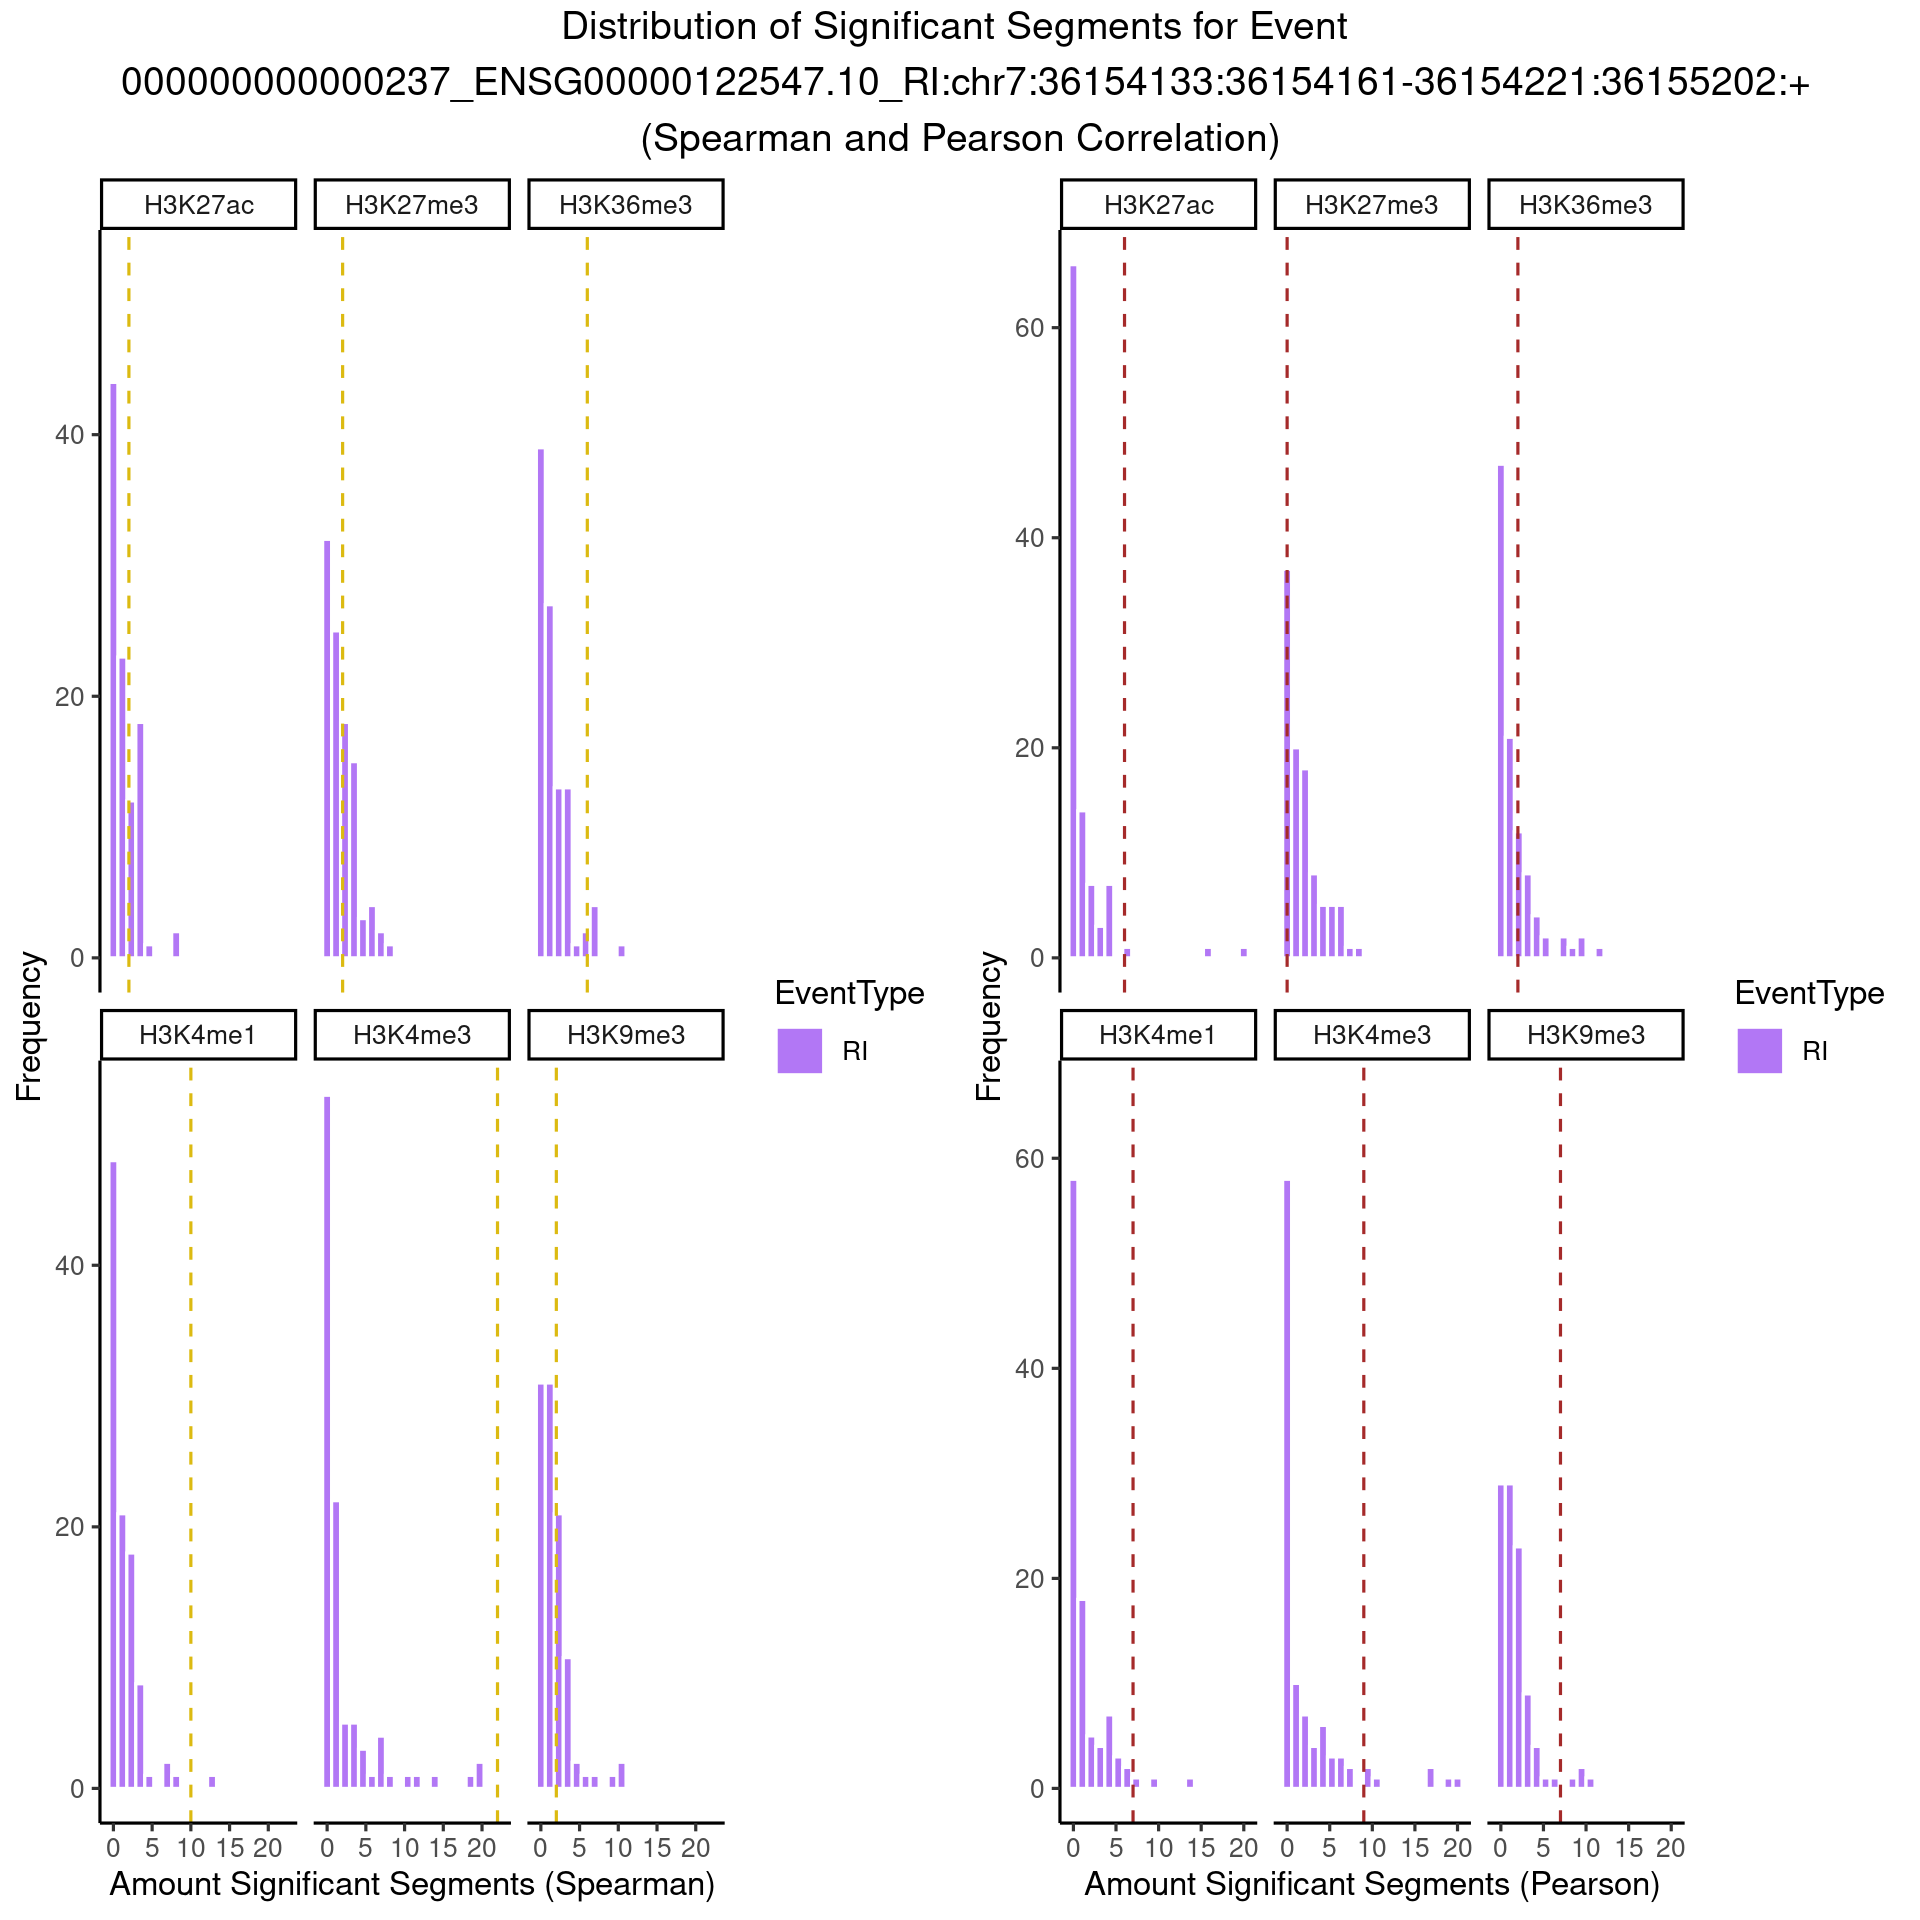 Distribution of Significant Segments for Event
000000000000237_ENSG00000122547.10_RI:chr7:36154133:36154161-36154221:36155202:+
(Spearman and Pearson Correlation)
H3K27ac H3K27me3 H3K36me3
40
20
0
H3K4me1 H3K4me3 H3K9me3
40
20
0
0 5 10 15 20 0 5 10 15 20 0 5 10 15 20
Amount Significant Segments (Spearman)
Frequency
EventType
RI
H3K27ac H3K27me3 H3K36me3
60
40
20
0
H3K4me1 H3K4me3 H3K9me3
60
40
20
0
0 5 10 15 20 0 5 10 15 20 0 5 10 15 20
Amount Significant Segments (Pearson)
Frequency
EventType
RI